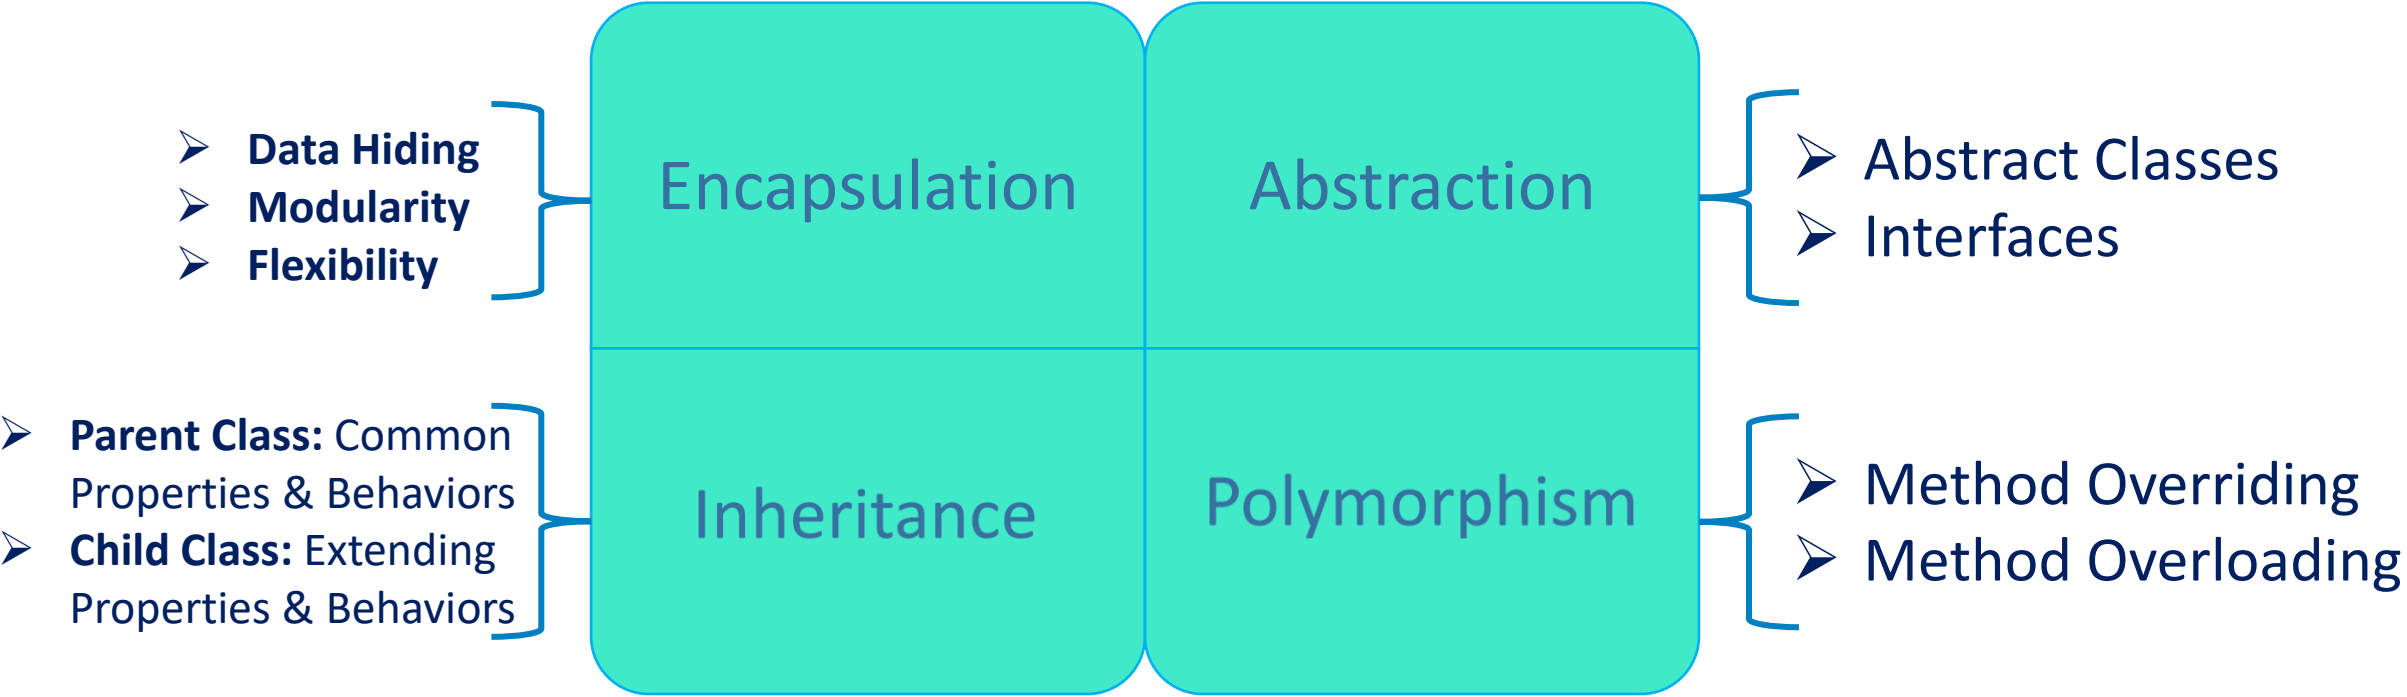 Data Hiding
Modularity
Flexibility
Encapsulation
Abstraction
Abstract Classes
Interfaces
Parent Class: Common
Properties & Behaviors
Child Class: Extending
Properties & Behaviors
Inheritance
Polymorphism
Method Overriding
Method Overloading